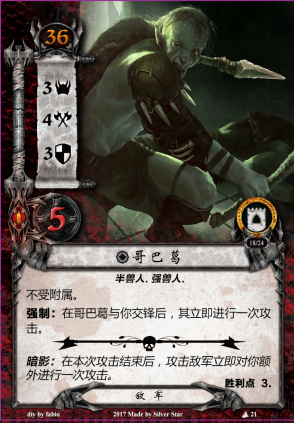 36
3
4
3
5
18/24
哥巴葛
半兽人. 强兽人.
不受附属。
强制：在哥巴葛与你交锋后，其立即进行一次攻
击。
暗影：在本次攻击结束后，攻击敌军立即对你额
外进行一次攻击。
胜利点 3.
敌 军
diy by fabio
2017 Made by Silver Star
21